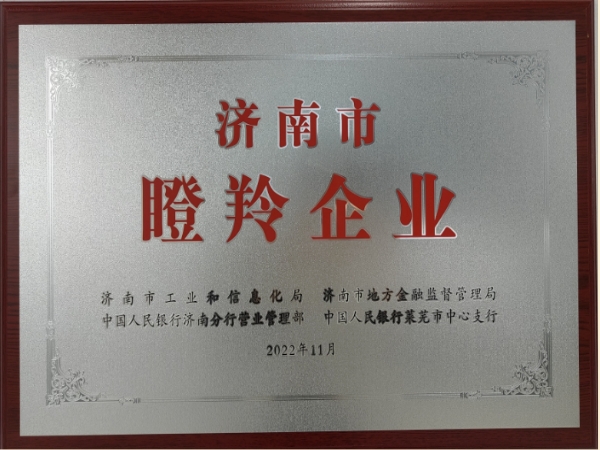 济南市
瞪羚企业
济南市工业和信息化局 济南市地方金融监督管理局
中国人民银行济南分行营业管理部 中国人民银行莱芜市中心支行
2022年11月